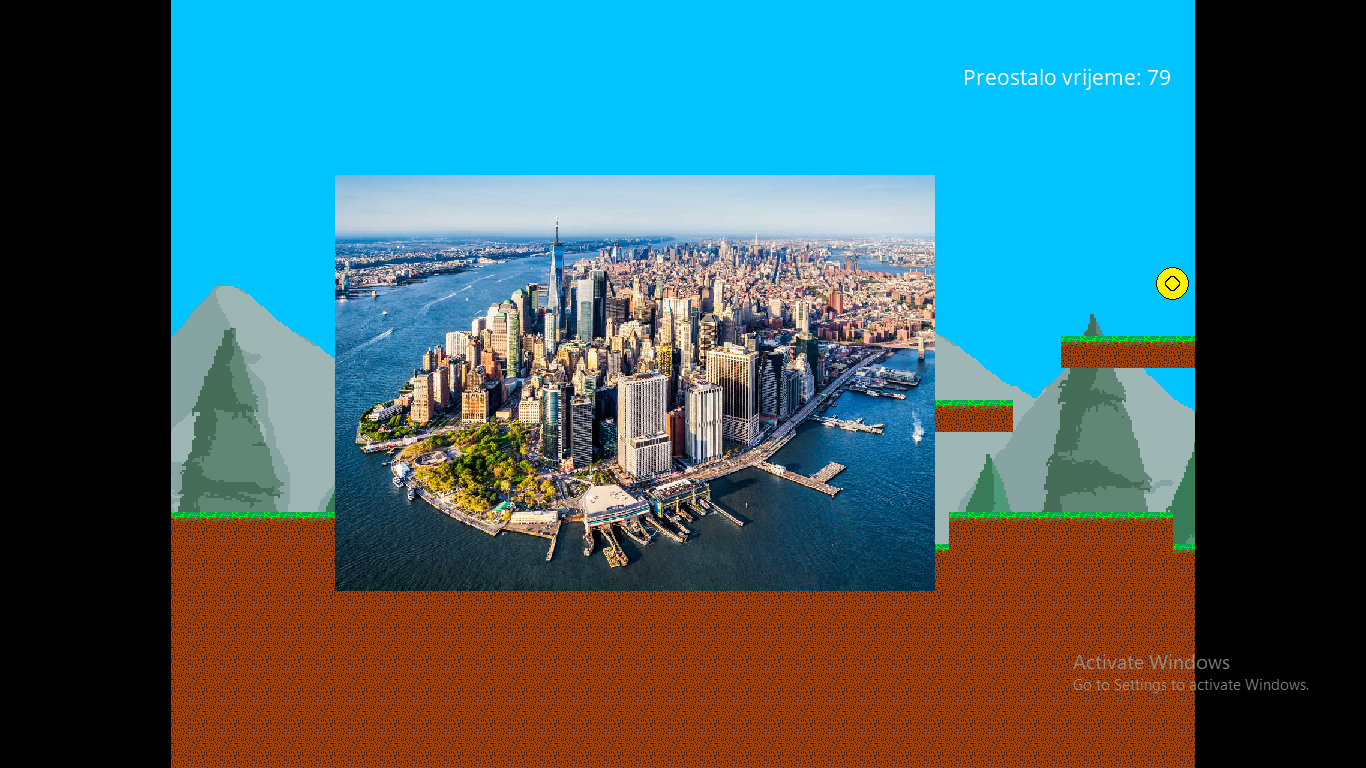 Preostalo vrijeme: 79
Activate Windows
Go to Settings to activate Windows.